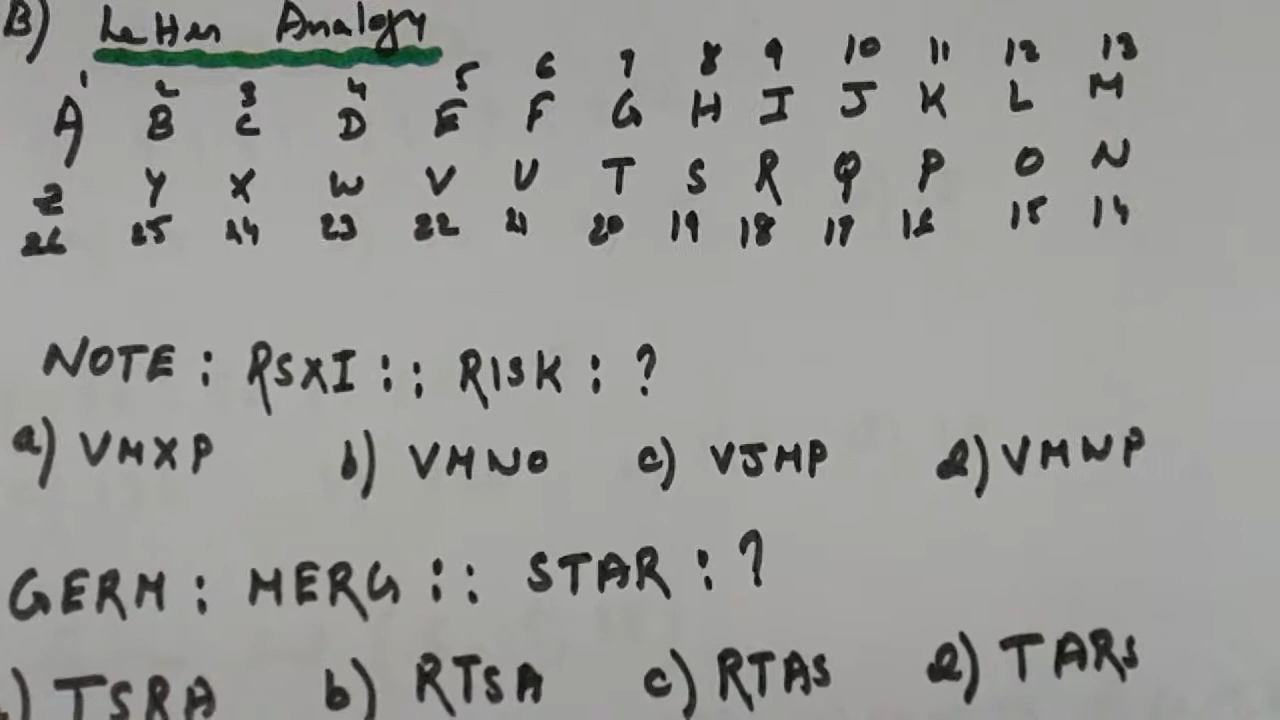 B) Letter Analogy
1 2 3 4 5 6 7 8 9 10 11 12 13
A B C D E F G H I J K L M
Z Y X W V U T S R Q P O N
26 25 24 23 22 21 20 19 18 17 16 15 14
NOTE : RSXI :: RISK : ?
a) VMXP b) VMNO c) VJMP d) VMNP
GERM : MERG :: STAR : ?
) TSRA b) RTSA c) RTAS d) TARS